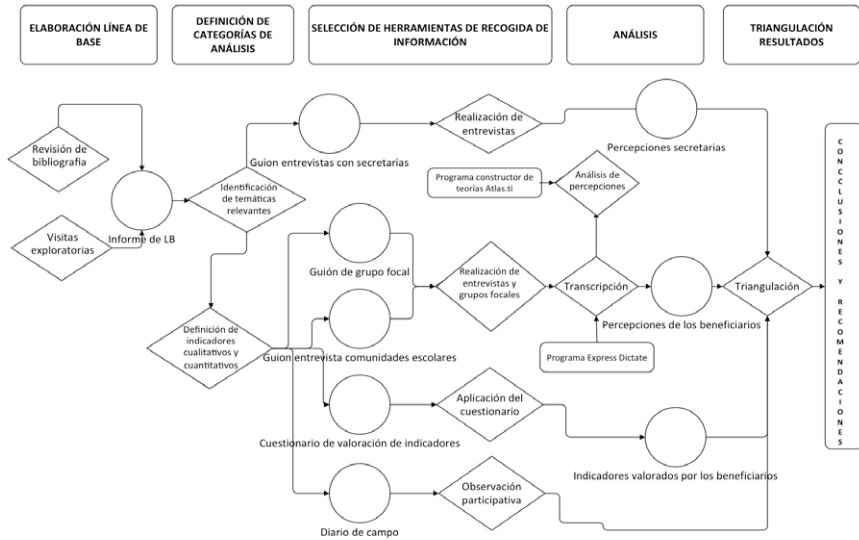 ELABORACIÓN LÍNEA DE
BASE
DEFINICIÓN DE
CATEGORÍAS DE
ANÁLISIS
SELECCIÓN DE HERRAMIENTAS DE RECOGIDA DE
INFORMACIÓN
ANÁLISIS
TRIANGULACIÓN
RESULTADOS
Revisión de
bibliografia
Visitas
exploratorias
Informe de LB
Identificación
de temáticas
relevantes
Definición de
indicadores
cualitativos y
cuantitativos
Guion entrevistas con secretarias
Realización de
entrevistas
Percepciones secretarias
Programa constructor de
teorías Atlas.ti
Análisis de
percepciones
Guión de grupo focal
Guion entrevista comunidades escolares
Realización de
entrevistas y
grupos focales
Transcripción
Percepciones de los beneficiarios
Triangulación
Programa Express Dictate
Cuestionario de valoración de indicadores
Aplicación del
cuestionario
Indicadores valorados por los beneficiarios
Diario de campo
Observación
participativa
CONCCLUSIONES Y RECOMENDACIONES